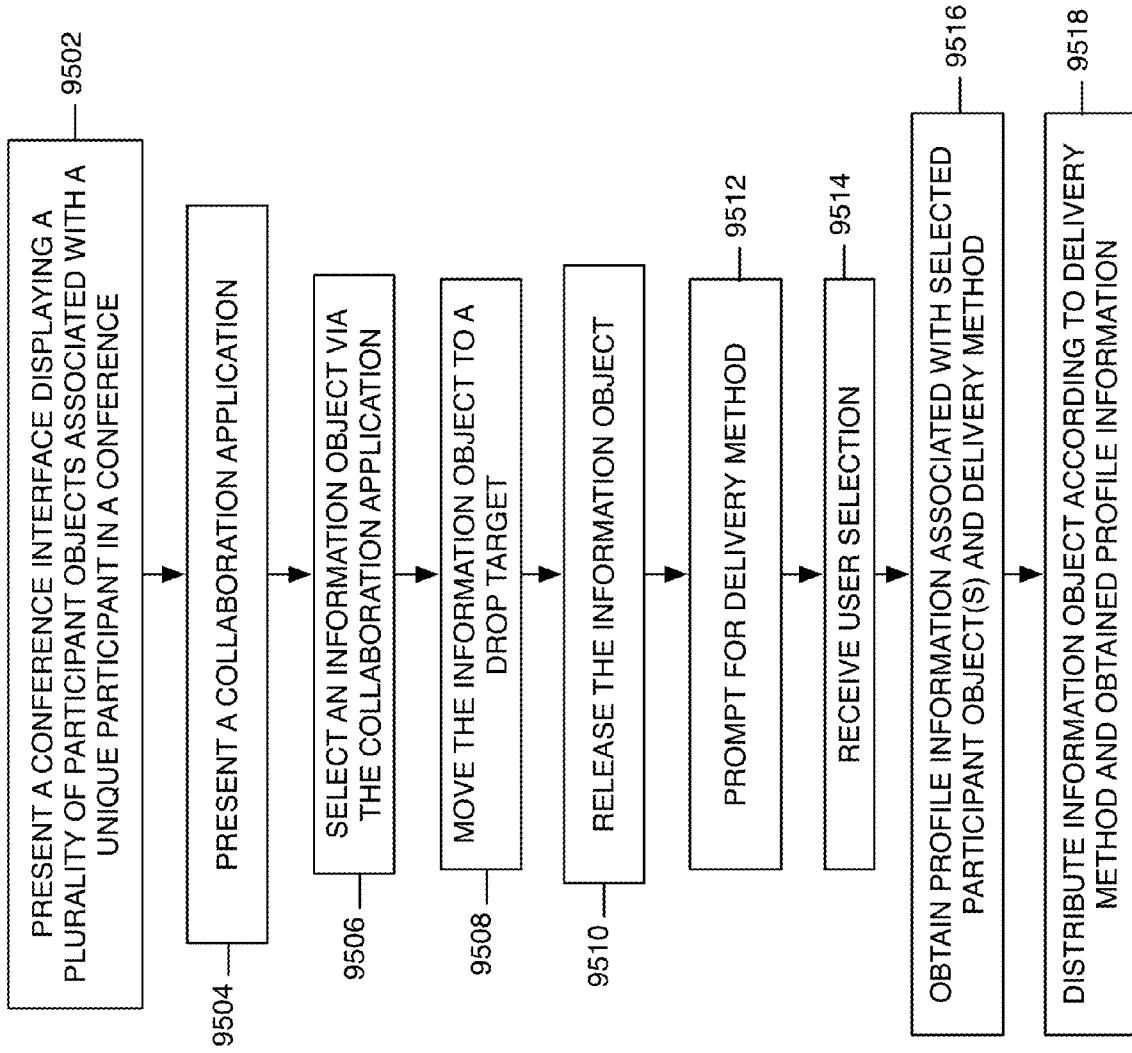 PRESENT A CONFERENCE INTERFACE DISPLAYING A
PLURALITY OF PARTICIPANT OBJECTS ASSOCIATED WITH A
UNIQUE PARTICIPANT IN A CONFERENCE
9502
PRESENT A COLLABORATION APPLICATION
9504
SELECT AN INFORMATION OBJECT VIA
THE COLLABORATION APPLICATION
9506
MOVE THE INFORMATION OBJECT TO A
DROP TARGET
9508
RELEASE THE INFORMATION OBJECT
9510
PROMPT FOR DELIVERY METHOD
9512
RECEIVE USER SELECTION
9514
OBTAIN PROFILE INFORMATION ASSOCIATED WITH SELECTED
PARTICIPANT OBJECT(S) AND DELIVERY METHOD
9516
DISTRIBUTE INFORMATION OBJECT ACCORDING TO DELIVERY
METHOD AND OBTAINED PROFILE INFORMATION
9518